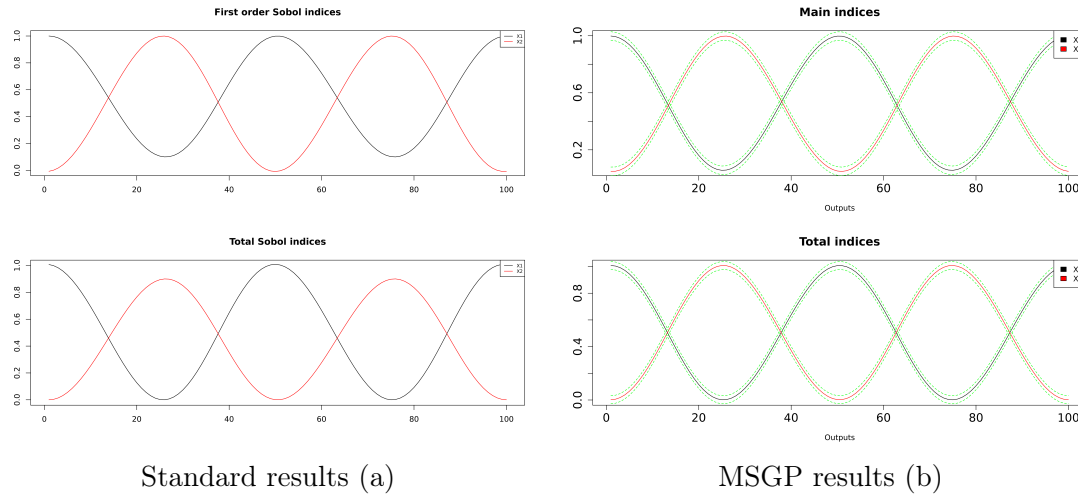 First order Sobol indices
1.0
0.8
0.6
0.4
0.2
0.0
X1
X2
0 20 40 60 80 100
Main indices
1.0
0.6
0.2
X
X
0 20 40 60 80 100
Outputs
Total Sobol indices
1.0
0.8
0.6
0.4
0.2
0.0
X1
X2
0 20 40 60 80 100
Total indices
0.8
0.4
0.0
X
X
0 20 40 60 80 100
Outputs
Standard results (a)
MSGP results (b)